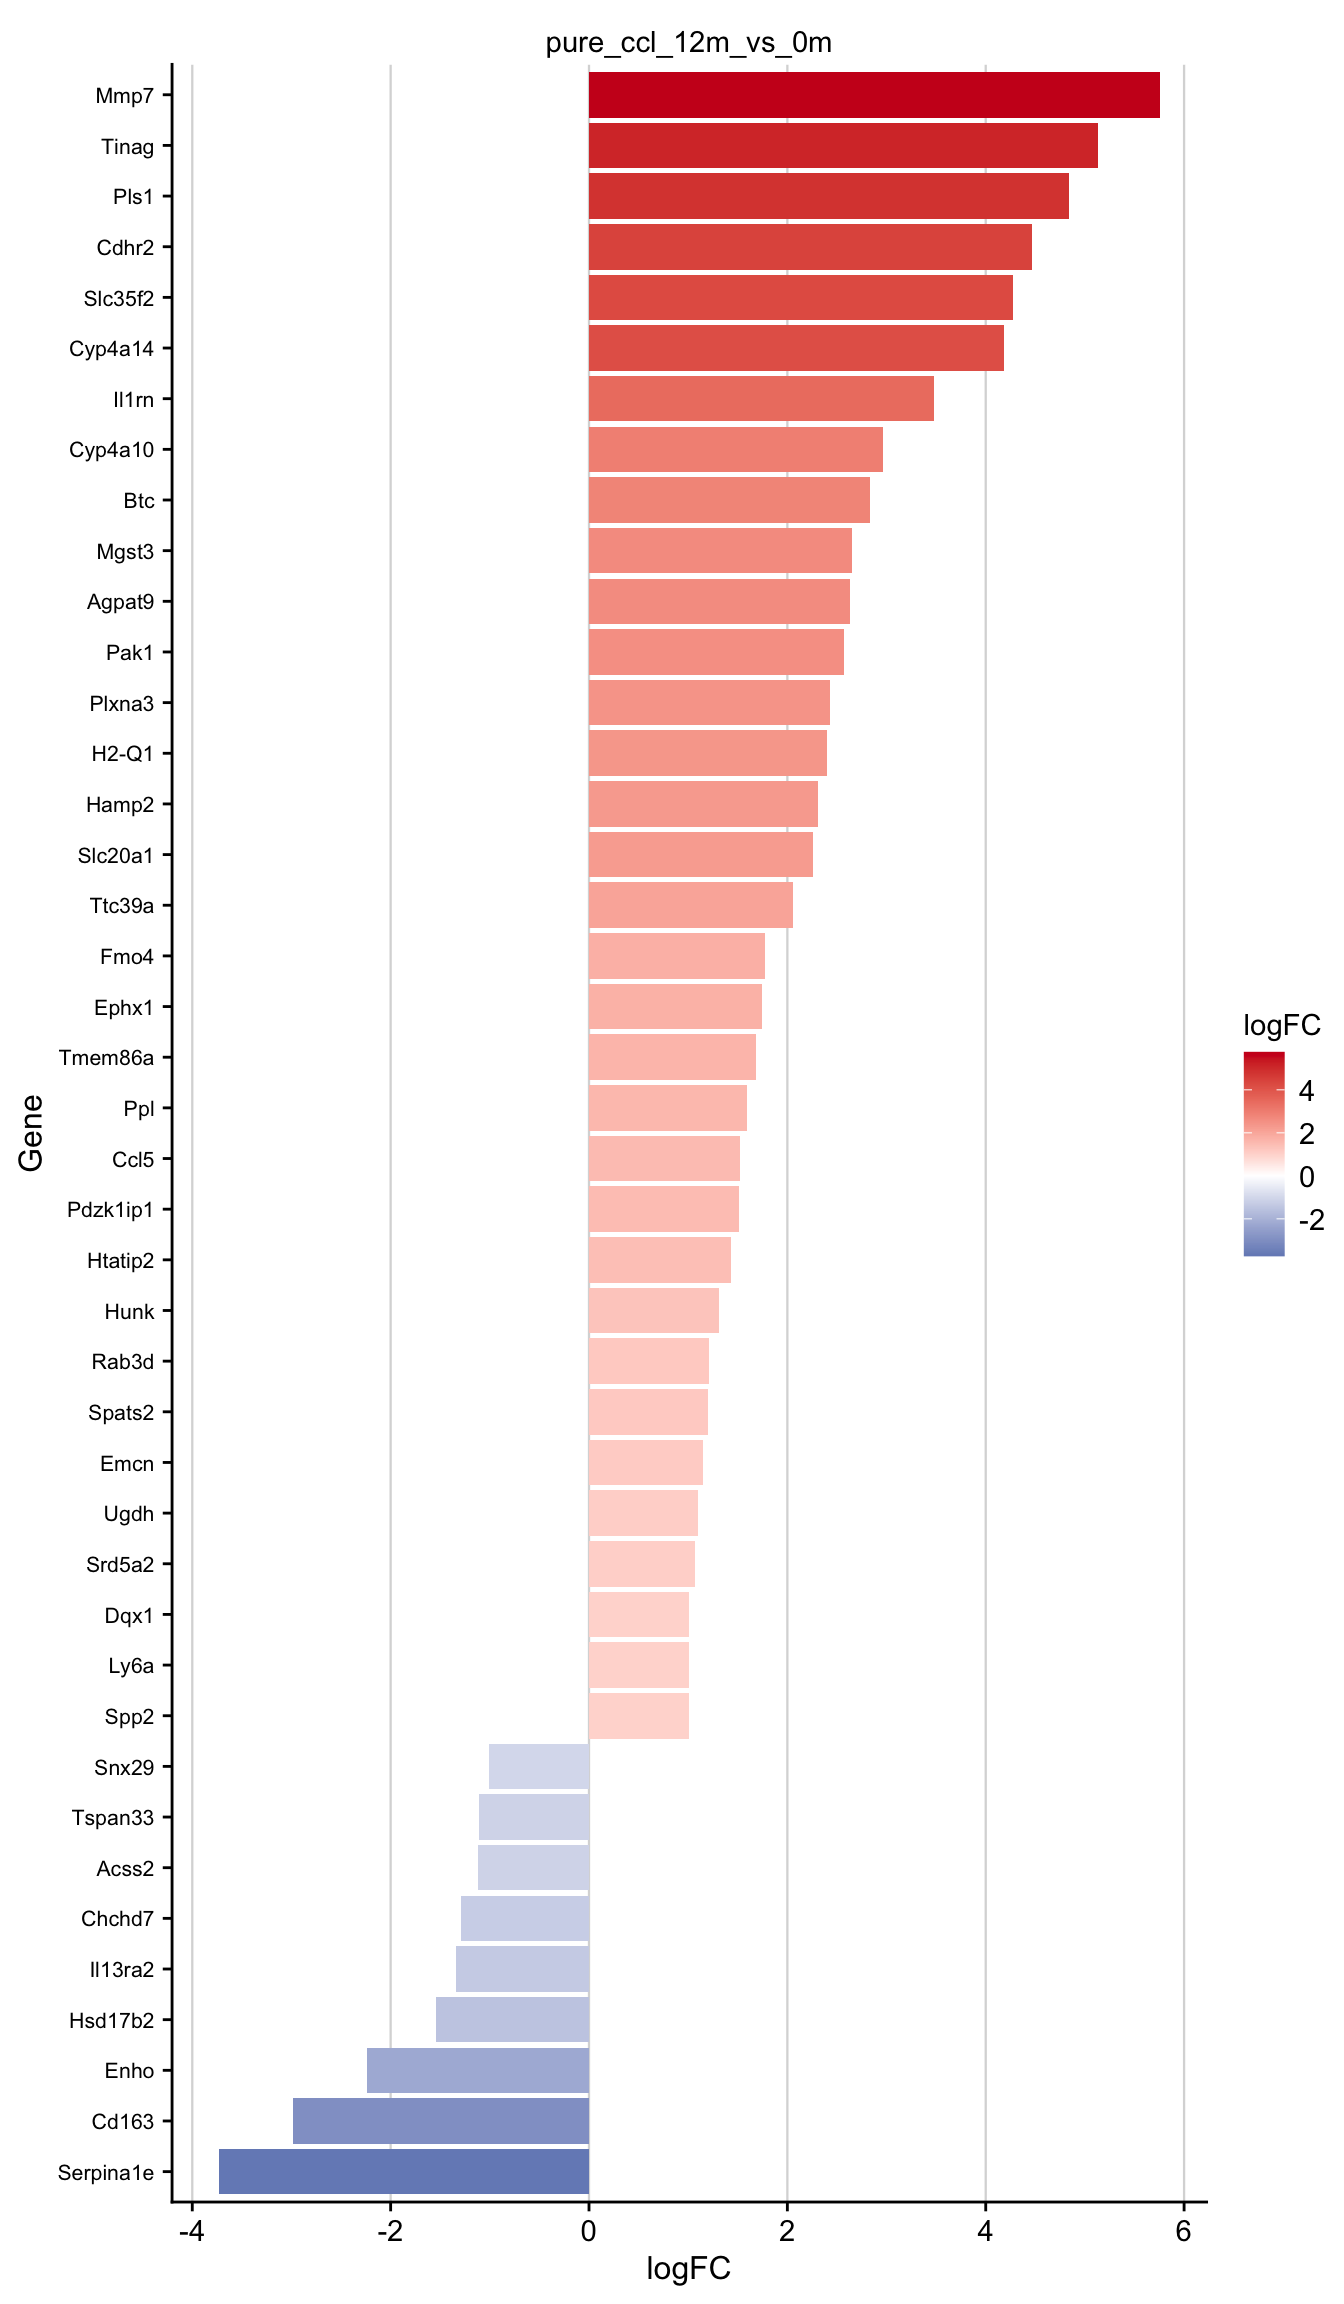 pure_ccl_12m_vs_0m
Mmp7
Tinag
Pls1
Cdhr2
Slc35f2
Cyp4a14
Il1rn
Cyp4a10
Btc
Mgst3
Agpat9
Pak1
Plxna3
H2-Q1
Hamp2
Slc20a1
Ttc39a
Fmo4
Ephx1
Tmem86a
Ppl
Ccl5
Pdzk1ip1
Htatip2
Hunk
Rab3d
Spats2
Emcn
Ugdh
Srd5a2
Dqx1
Ly6a
Spp2
Snx29
Tspan33
Acss2
Chchd7
Il13ra2
Hsd17b2
Enho
Cd163
Serpina1e
Gene
-4 -2 0 2 4 6
logFC
logFC
4
2
0
-2